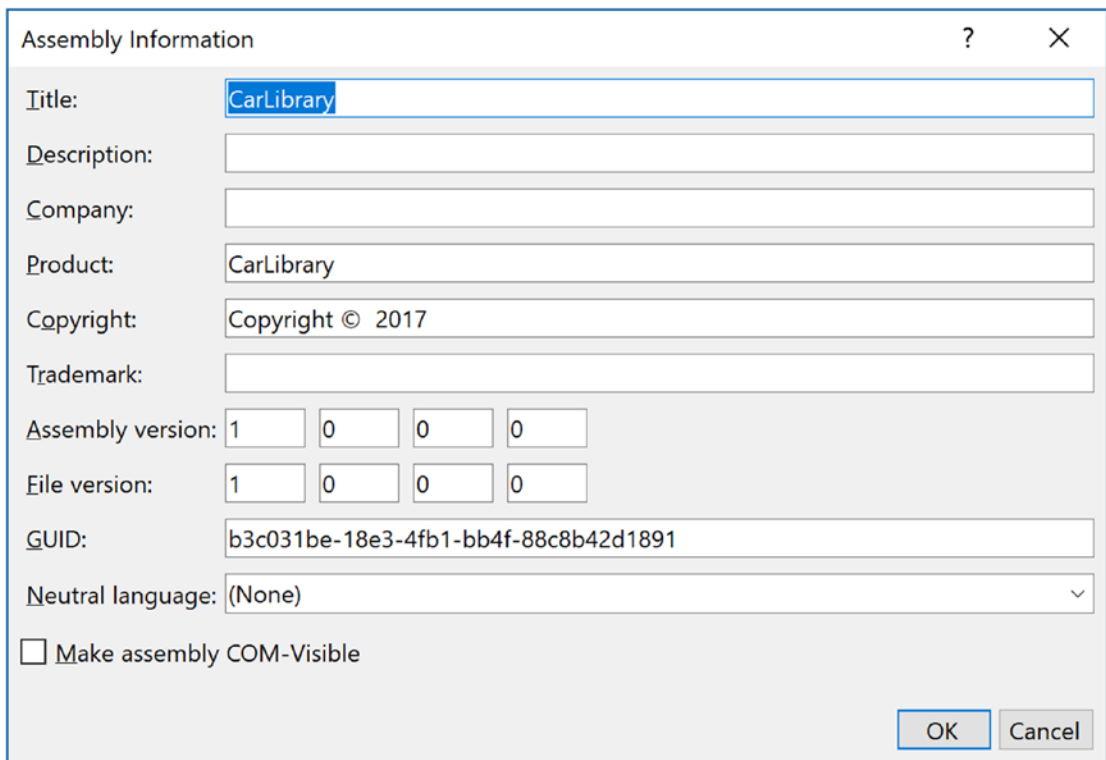 Assembly Information ?
Title: CarLibrary
Description:
Company:
Product: CarLibrary
Copyright: Copyright ©  2017
Trademark:
Assembly version: 1 0 0 0
File version: 1 0 0 0
GUID: b3c031be-18e3-4fb1-bb4f-88c8b42d1891
Neutral language: (None)
Make assembly COM-Visible
OK Cancel